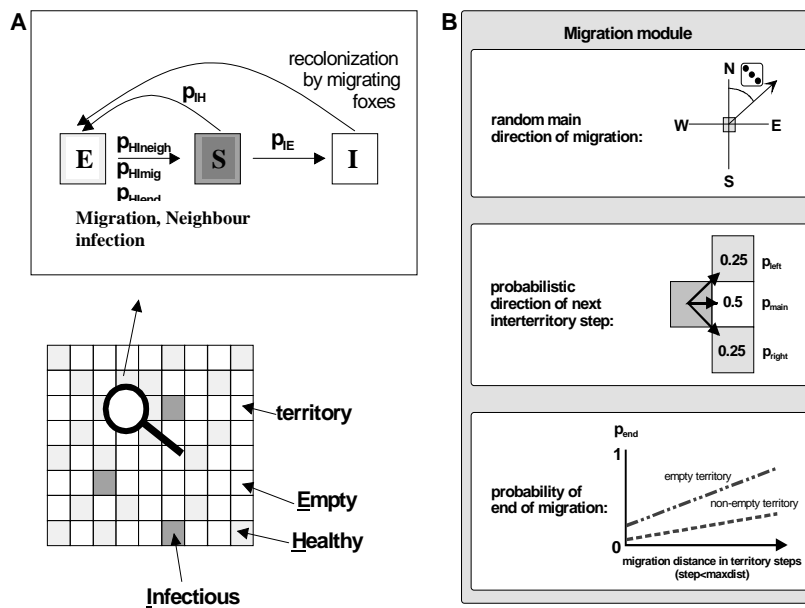 A
recolonization
by migrating
foxes
pIH
E
pHIneigh
pHImig
pHIend
S
pIE
I
Migration, Neighbour
infection
territory
Empty
Healthy
Infectious
B
Migration module
random main
direction of migration:
N
W
E
S
probabilistic
direction of next
interterritory step:
0.25
pleft
0.5
pmain
0.25
pright
probability of
end of migration:
pend
1
empty territory
non-empty territory
0
migration distance in territory steps
(step<maxdist)